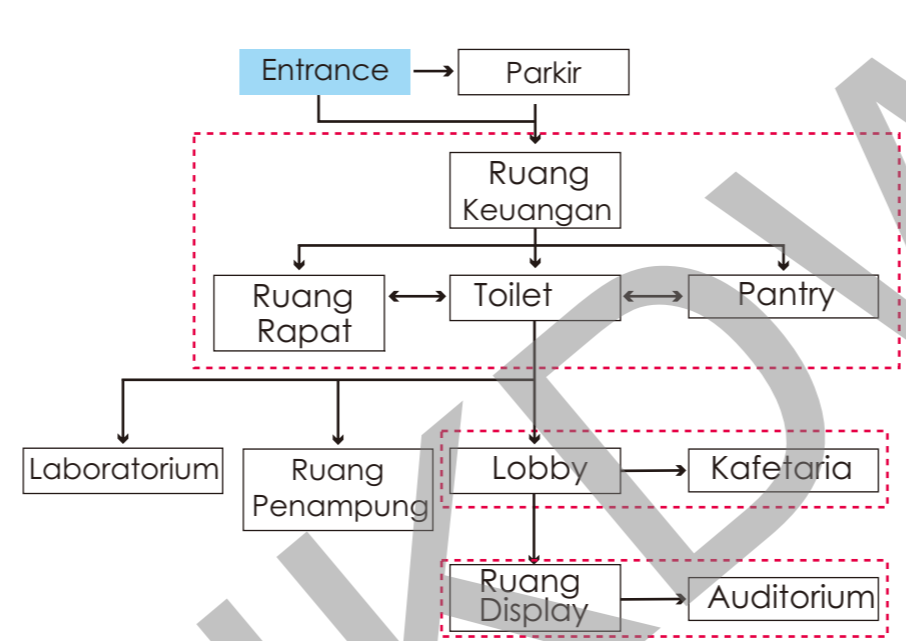 Entrance
Parkir
Ruang
Keuangan
Ruang
Rapat
Toilet
Pantry
Laboratorium
Ruang
Penampung
Lobby
Kafetaria
Ruang
Display
Auditorium